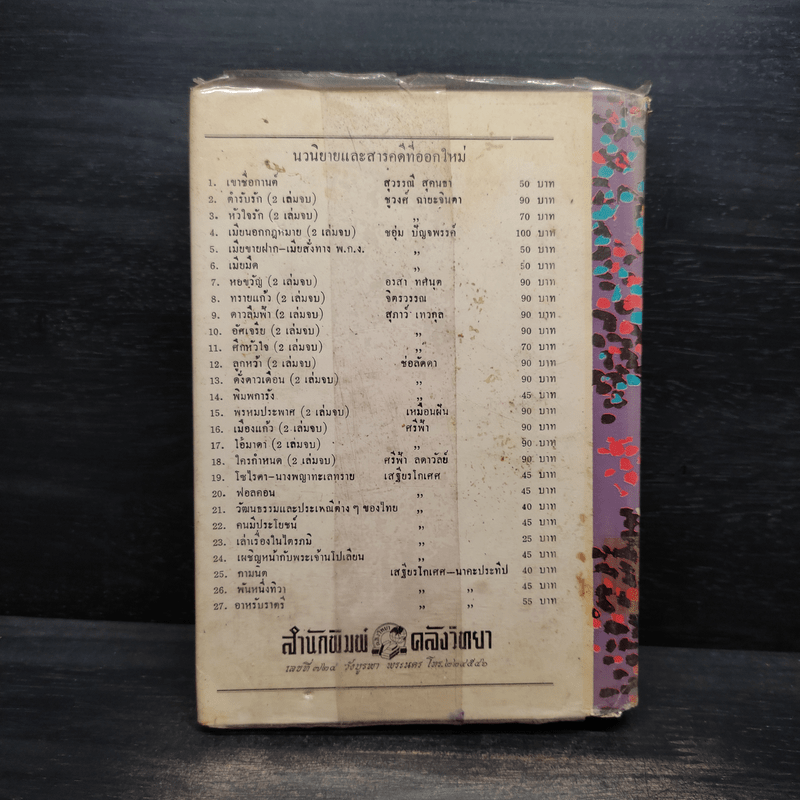 นวนิยายและสารคดีที่ออกใหม่
1. เขาชื่อกานต์ สุวรรณี สุคนธา 50 บาท
2. ตำรับรัก (2 เล่มจบ) ชูวงศ์ ฉายะจินดา 90 บาท
3. หัวใจรัก (2 เล่มจบ) ,, 70 บาท
4. เมียนอกกฎหมาย (2 เล่มจบ) ชอุ่ม ปัญจพรรค์ 100 บาท
5. เมียขายฝาก–เมียสั่งทาง พ.ก.ง. ,, 50 บาท
6. เมียมืด ,, 50 บาท
7. หอขวัญ (2 เล่มจบ) อรสา ทศนุต 90 บาท
8. ทรายแก้ว (2 เล่มจบ) จิตรวรรณ 90 บาท
9. ดาวลืมฟ้า (2 เล่มจบ) สุภาว์ เทวกุล 90 บาท
10. อัศเจรีย์ (2 เล่มจบ) ,, 90 บาท
11. ศึกหัวใจ (2 เล่มจบ) ,, 70 บาท
12. ลูกหว้า (2 เล่มจบ) ช่อลัดดา 90 บาท
13. ดั่งดาวเดือน (2 เล่มจบ) ,, 90 บาท
14. พิมพการัง ,, 45 บาท
15. พรหมประพาศ (2 เล่มจบ) เหมือนฝัน 90 บาท
16. เมืองแก้ว (2 เล่มจบ) ศรีฟ้า 90 บาท
17. โอ้มาดา (2 เล่มจบ) ,, 90 บาท
18. ใครกำหนด (2 เล่มจบ) ศรีฟ้า ลดาวัลย์ 90 บาท
19. โซไรดา–นางพญาทะเลทราย เสฐียรโกเศศ 45 บาท
20. ฟอลคอน ,, 45 บาท
21. วัฒนธรรมและประเพณีต่าง ๆ ของไทย ,, 40 บาท
22. คนมีประโยชน์ ,, 45 บาท
23. เล่าเรื่องในไตรภูมิ ,, 25 บาท
24. เผชิญหน้ากับพระเจ้านโปเลียน ,, 45 บาท
25. กามนิต เสฐียรโกเศศ–นาคะประทีป 40 บาท
26. พันหนึ่งทิวา ,, ,, 45 บาท
27. อาหรับราตรี ,, ,, 55 บาท
สำนักพิมพ์ คลังวิทยา
เลขที่ ๗๒๔ วังบูรพา พระนคร โทร.๒๒๔๕๔๖